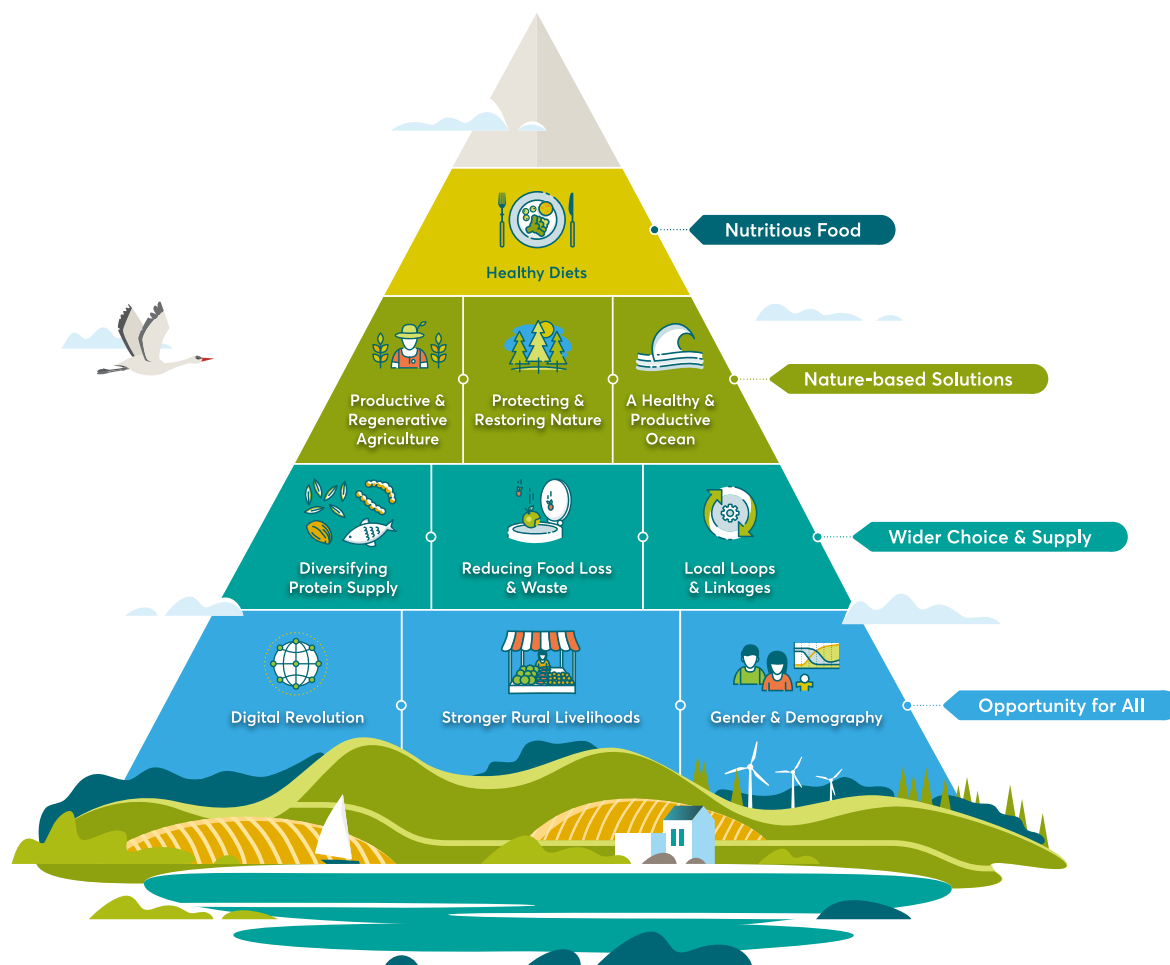 Healthy Diets
Nutritious Food
Productive &
Regenerative
Agriculture
Protecting &
Restoring Nature
A Healthy &
Productive
Ocean
Nature-based Solutions
Diversifying
Protein Supply
Reducing Food Loss
& Waste
Local Loops
& Linkages
Wider Choice & Supply
Digital Revolution
Stronger Rural Livelihoods
Gender & Demography
Opportunity for All